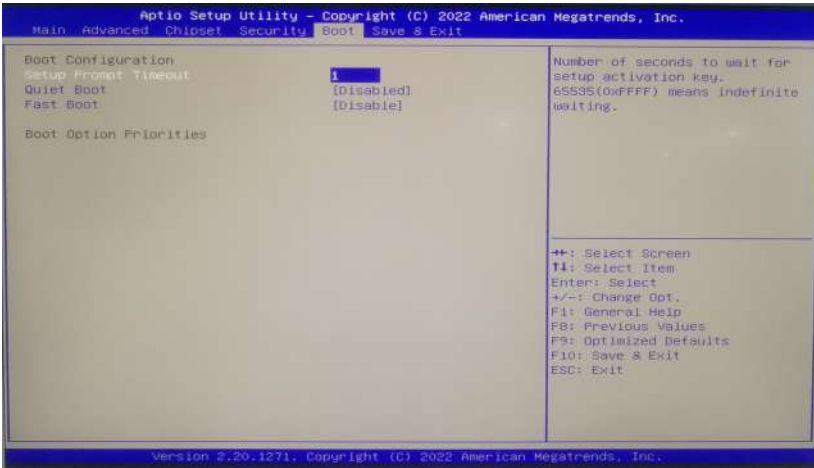 Aptio Setup Utility – Copyright (C) 2022 American Megatrends, Inc.
Main Advanced Chipset Security Boot Save & Exit
Boot Configuration
Setup Prompt Timeout 1
Quiet Boot [Disabled]
Fast Boot [Disable]
Boot Option Priorities
Number of seconds to wait for
setup activation key.
65535(0xFFFF) means indefinite
waiting.
→←: Select Screen
↑↓: Select Item
Enter: Select
+/-: Change Opt.
F1: General Help
F8: Previous Values
F9: Optimized Defaults
F10: Save & Exit
ESC: Exit
Version 2.20.1271. Copyright (C) 2022 American Megatrends, Inc.